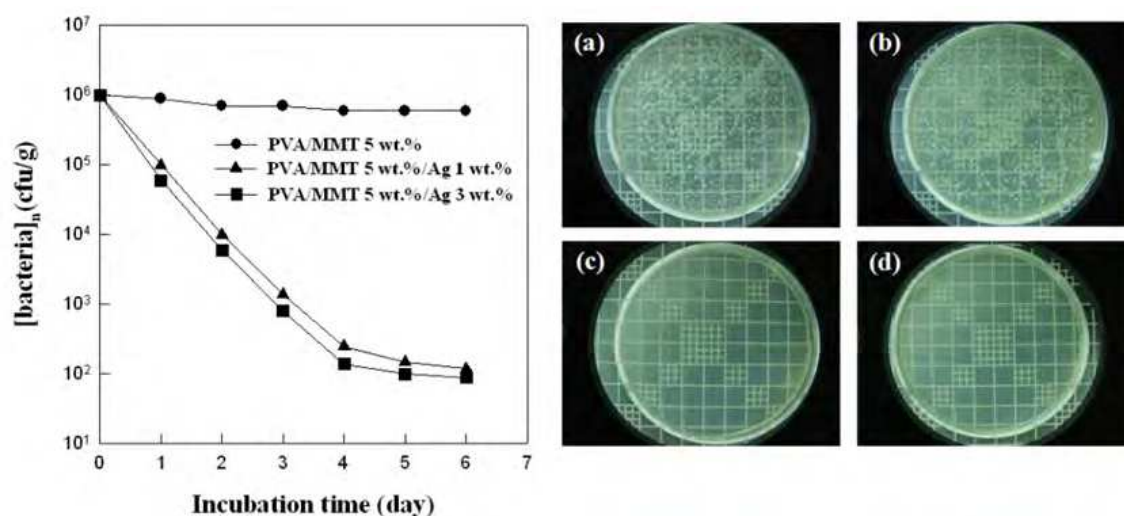 10⁷
10⁶
10⁵
10⁴
10³
10²
10¹
[bacteria]ₙ(cfu/g)
PVA/MMT 5 wt.%
PVA/MMT 5 wt.%/Ag 1 wt.%
PVA/MMT 5 wt.%/Ag 3 wt.%
0 1 2 3 4 5 6 7
Incubation time (day)
(a)
(b)
(c)
(d)